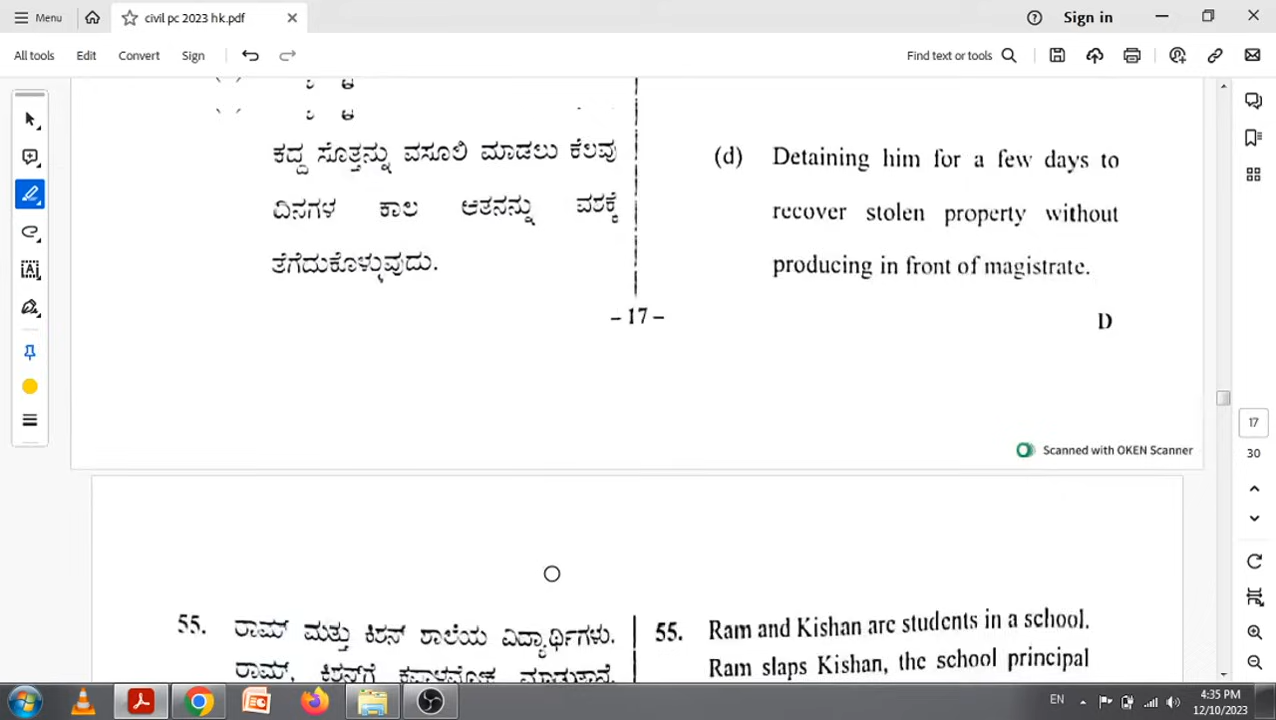 Menu
civil pc 2023 hk.pdf
Sign in
All tools
Edit
Convert
Sign
Find text or tools
ಕದ್ದ ಸೊತ್ತನ್ನು ವಸೂಲಿ ಮಾಡಲು ಕೆಲವು
ದಿನಗಳ ಕಾಲ ಆತನನ್ನು ವಶಕ್ಕೆ
ತೆಗೆದುಕೊಳ್ಳುವುದು.
(d) Detaining him for a few days to
recover stolen property without
producing in front of magistrate.
– 17 –
D
Scanned with OKEN Scanner
55. ರಾಮ್ ಮತ್ತು ಕಿಶನ್ ಶಾಲೆಯ ವಿದ್ಯಾರ್ಥಿಗಳು.
ರಾಮ್, ಕಿಶನ್‌ಗೆ ಕಪಾಳಮೋಕ್ಷ ಮಾಡುತ್ತಾನೆ.
55. Ram and Kishan are students in a school.
Ram slaps Kishan, the school principal
17
30
EN
4:35 PM
12/10/2023